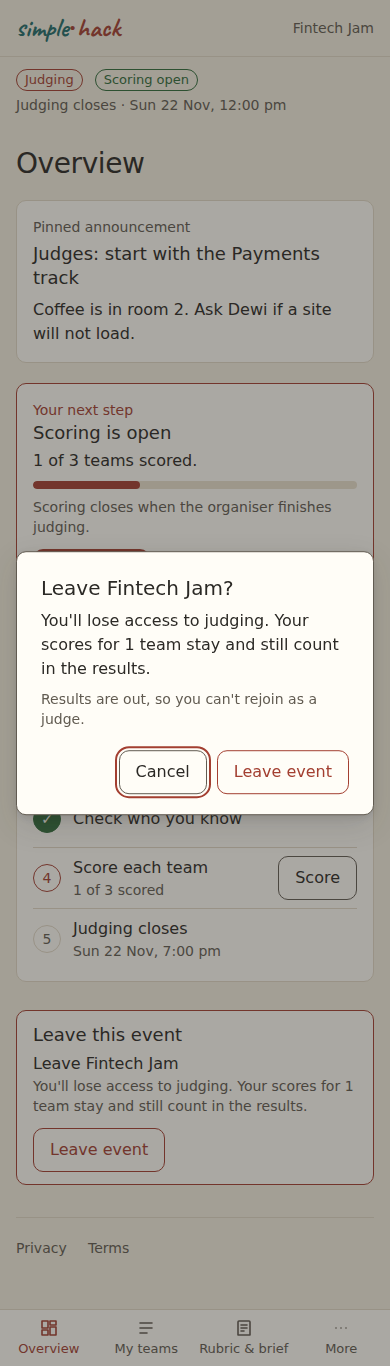 simple hack
Fintech Jam
Judging
Scoring open
Judging closes · Sun 22 Nov, 12:00 pm
Overview
Pinned announcement
Judges: start with the Payments
track
Coffee is in room 2. Ask Dewi if a site
will not load.
Your next step
Scoring is open
1 of 3 teams scored.
Scoring closes when the organiser finishes
judging.
Leave Fintech Jam?
You'll lose access to judging. Your
scores for 1 team stay and still count
in the results.
Results are out, so you can't rejoin as a
judge.
Cancel
Leave event
Check who you know
4
Score each team
1 of 3 scored
Score
5
Judging closes
Sun 22 Nov, 7:00 pm
Leave this event
Leave Fintech Jam
You'll lose access to judging. Your scores for 1
team stay and still count in the results.
Leave event
Privacy
Terms
Overview
My teams
Rubric & brief
More